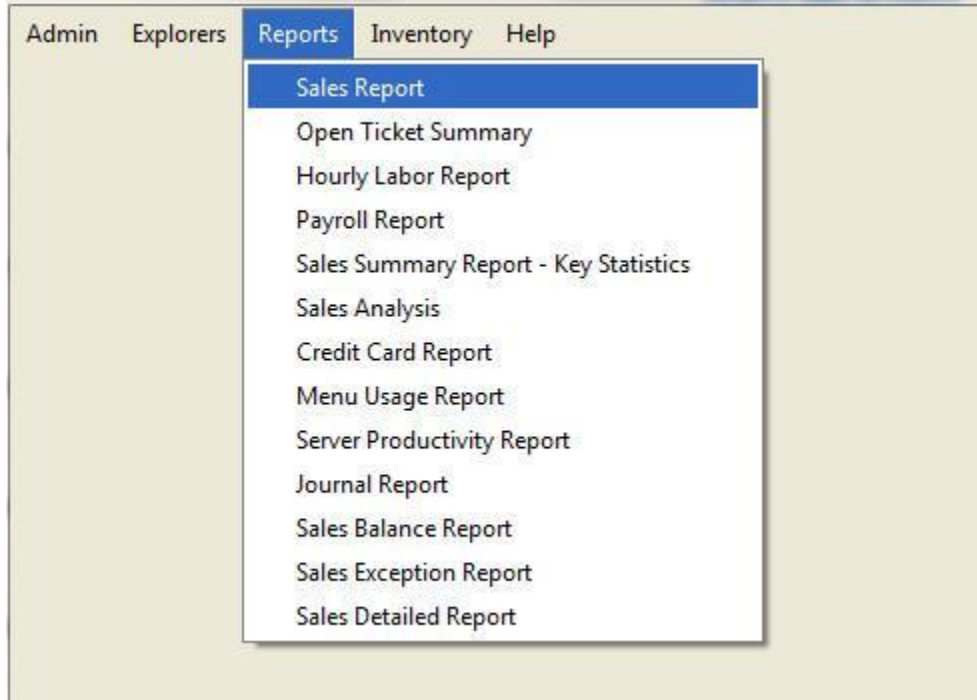 Admin Explorers Reports Inventory Help
Sales Report
Open Ticket Summary
Hourly Labor Report
Payroll Report
Sales Summary Report - Key Statistics
Sales Analysis
Credit Card Report
Menu Usage Report
Server Productivity Report
Journal Report
Sales Balance Report
Sales Exception Report
Sales Detailed Report